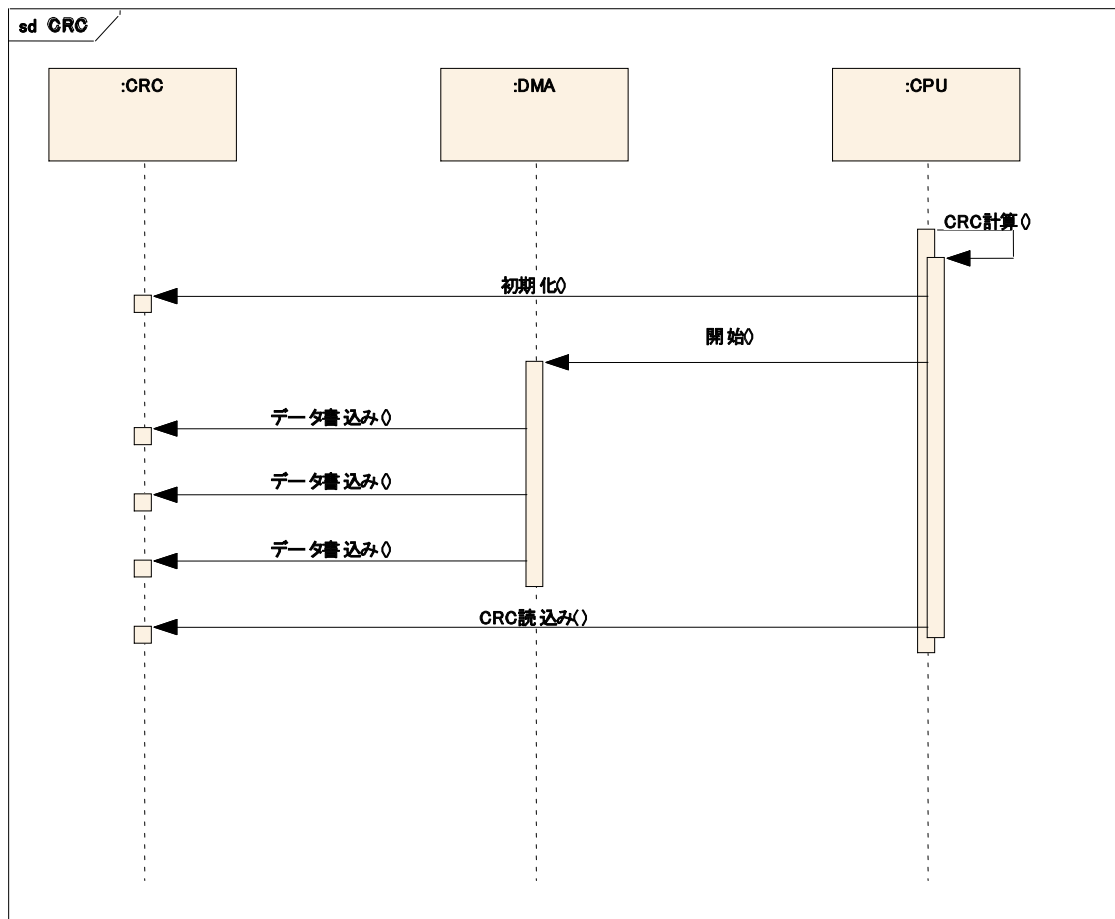 sd CRC
:CRC
:DMA
:CPU
CRC計算()
初期化()
開始()
データ書込み()
データ書込み()
データ書込み()
CRC読込み()